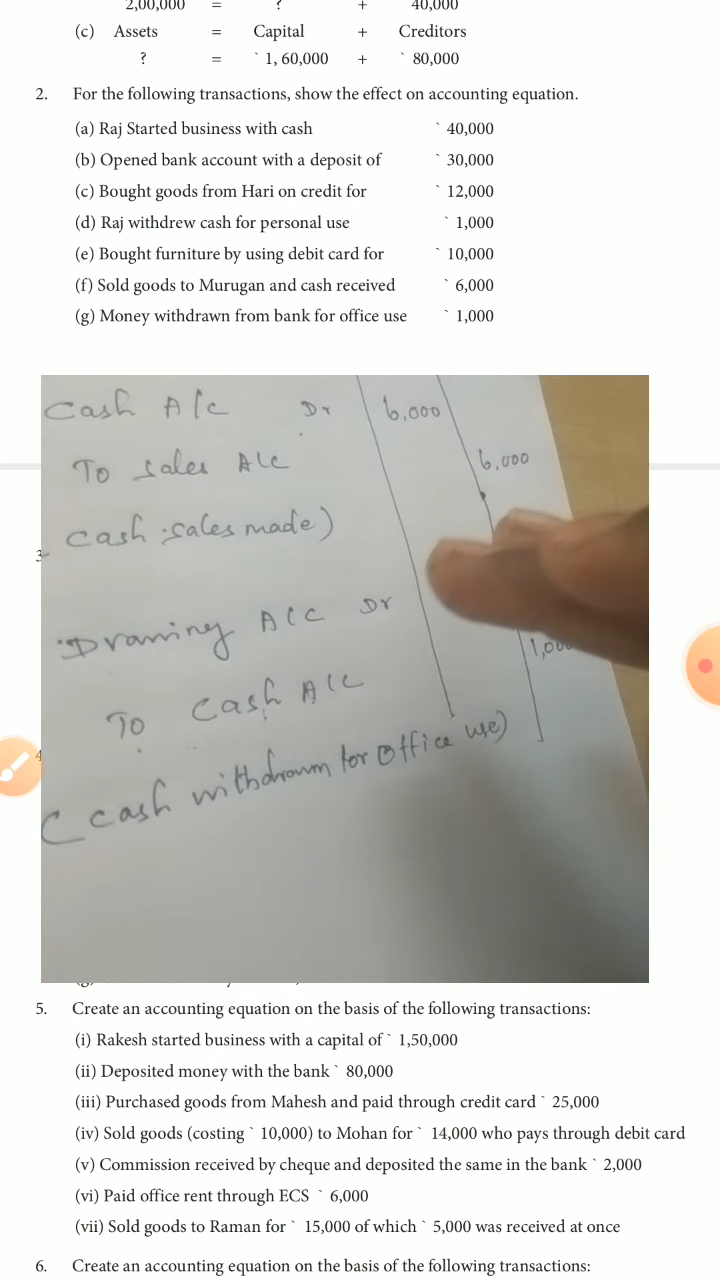 2,00,000 = ? + 40,000
(c) Assets = Capital + Creditors
? = ` 1, 60,000 + ` 80,000
2. For the following transactions, show the effect on accounting equation.
(a) Raj Started business with cash ` 40,000
(b) Opened bank account with a deposit of ` 30,000
(c) Bought goods from Hari on credit for ` 12,000
(d) Raj withdrew cash for personal use ` 1,000
(e) Bought furniture by using debit card for ` 10,000
(f) Sold goods to Murugan and cash received ` 6,000
(g) Money withdrawn from bank for office use ` 1,000
Cash A/c Dr 6,000
To Sales A/c 6,000
Cash sales made)
3
Drawing A/c Dr
To Cash A/c
(cash withdrawn for office use)
4
5. Create an accounting equation on the basis of the following transactions:
(i) Rakesh started business with a capital of ` 1,50,000
(ii) Deposited money with the bank ` 80,000
(iii) Purchased goods from Mahesh and paid through credit card ` 25,000
(iv) Sold goods (costing ` 10,000) to Mohan for ` 14,000 who pays through debit card
(v) Commission received by cheque and deposited the same in the bank ` 2,000
(vi) Paid office rent through ECS ` 6,000
(vii) Sold goods to Raman for ` 15,000 of which ` 5,000 was received at once
6. Create an accounting equation on the basis of the following transactions: